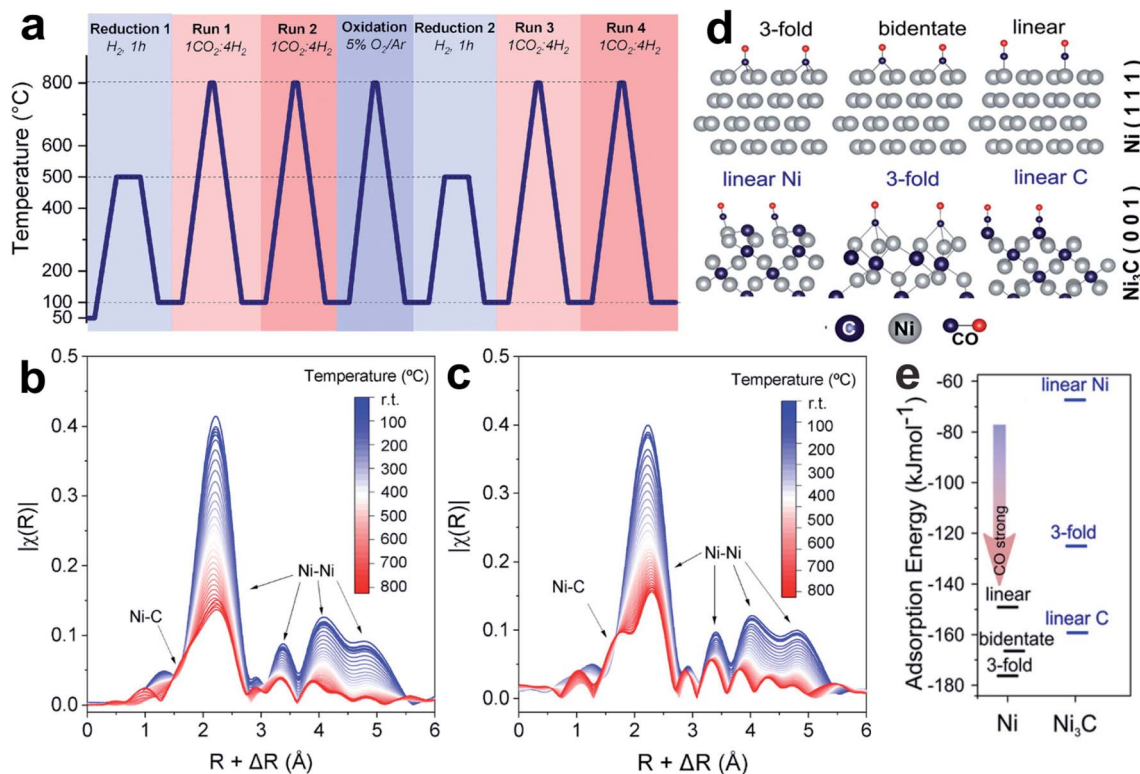 a
Reduction 1
H₂, 1h
Run 1
1CO₂:4H₂
Run 2
1CO₂:4H₂
Oxidation
5% O₂/Ar
Reduction 2
H₂, 1h
Run 3
1CO₂:4H₂
Run 4
1CO₂:4H₂
Temperature (°C)
800
600
500
400
200
100
50
b
Temperature (ºC)
r.t.
100
200
300
400
500
600
700
800
Ni-Ni
Ni-C
|χ(R)|
0.5
0.4
0.3
0.2
0.1
0.0
0 1 2 3 4 5 6
R + ΔR (Å)
c
Temperature (ºC)
r.t.
100
200
300
400
500
600
700
800
Ni-Ni
Ni-C
|χ(R)|
0.5
0.4
0.3
0.2
0.1
0.0
0 1 2 3 4 5 6
R + ΔR (Å)
d
3-fold bidentate linear
Ni (1 1 1)
linear Ni 3-fold linear C
Ni₃C (0 0 1)
C Ni CO
e
Adsorption Energy (kJmol⁻¹)
-60
-80
-100
-120
-140
-160
-180
linear Ni
CO strong
3-fold
linear
linear C
bidentate
3-fold
Ni Ni₃C